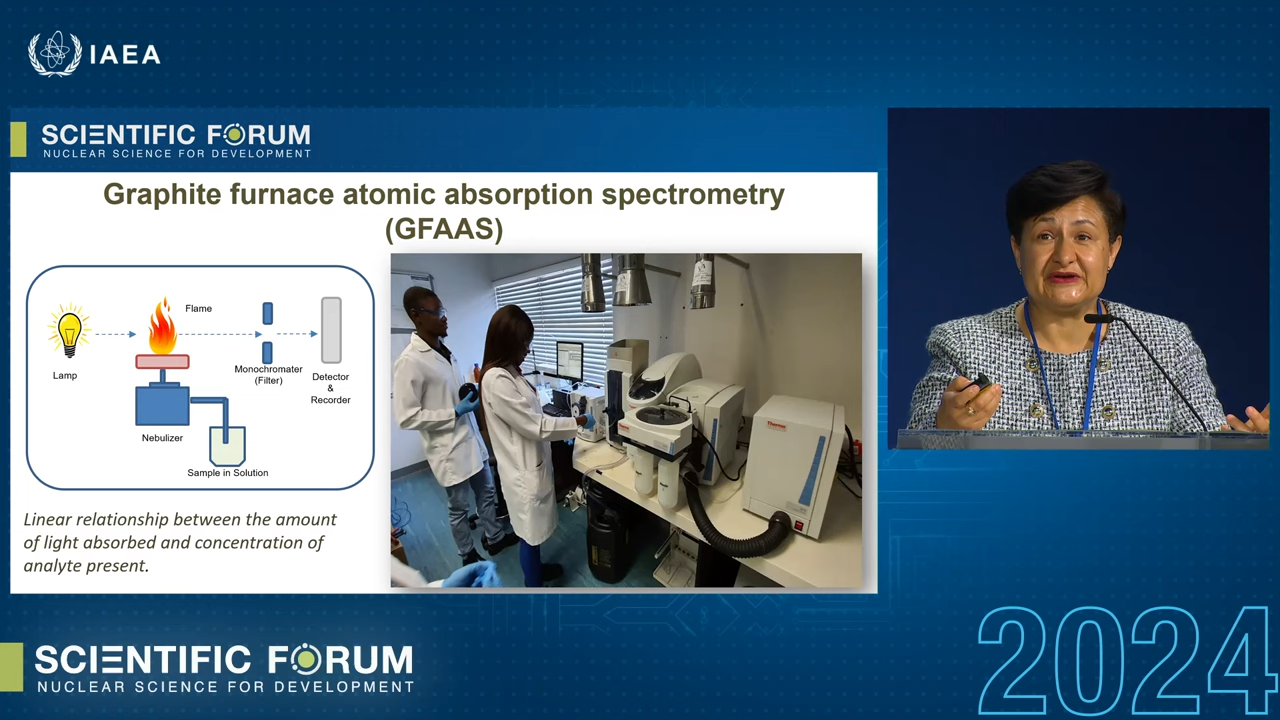 IAEA
SCIENTIFIC FORUM
NUCLEAR SCIENCE FOR DEVELOPMENT
Graphite furnace atomic absorption spectrometry
(GFAAS)
Flame
Lamp
Monochromater
(Filter)
Detector
&
Recorder
Nebulizer
Sample in Solution
Linear relationship between the amount
of light absorbed and concentration of
analyte present.
Thermo
SCIENTIFIC FORUM
NUCLEAR SCIENCE FOR DEVELOPMENT
2024